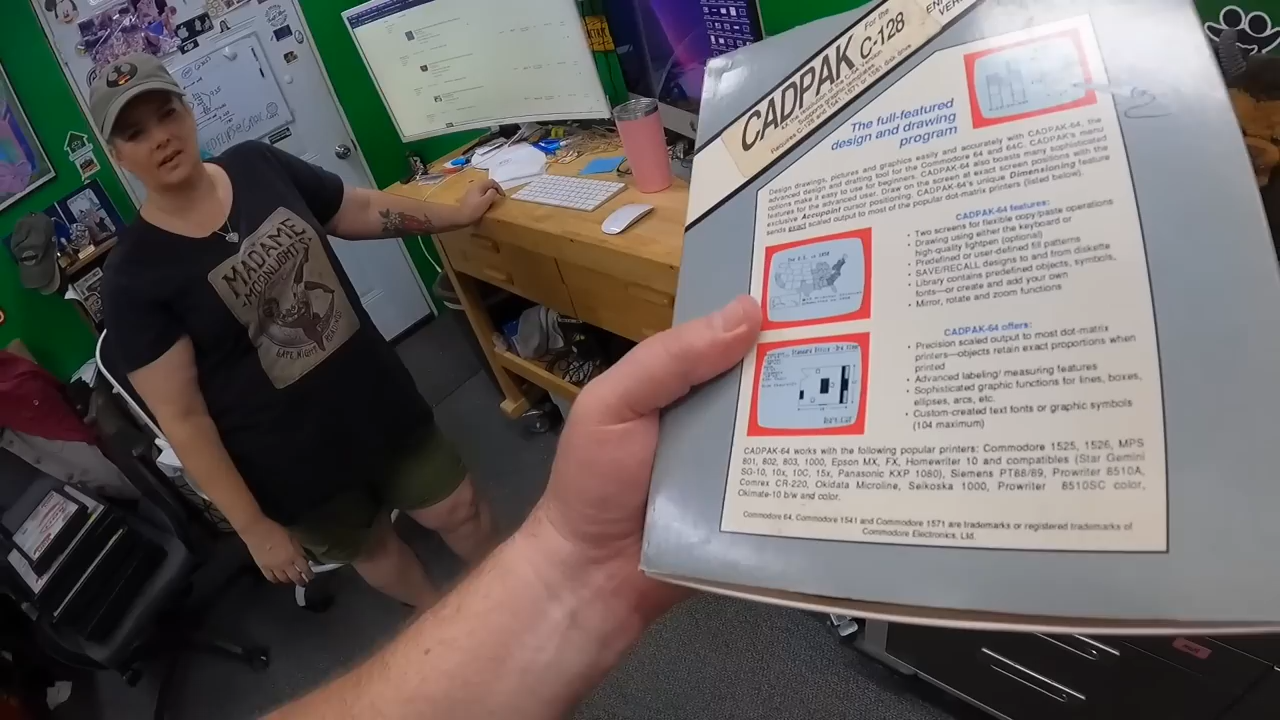 CADPAK
For the
C-128
Requires C-128 and 1541, 1571 or 1581 disk drive
The full-featured
design and drawing
program
Design drawings, pictures and graphics easily and accurately with CADPAK-64, the
advanced design and drafting tool for the Commodore 64 and 64C. CADPAK's menu
options make it easy to use for beginners. CADPAK-64 also boasts many sophisticated
features for the advanced user. Draw on the screen at exact screen positions with the
exclusive Accupoint cursor positioning. CADPAK-64's unique Dimensioning feature
sends exact scaled output to most of the popular dot-matrix printers (listed below).
CADPAK-64 features:
• Two screens for flexible copy/paste operations
• Drawing using either the keyboard or
high-quality lightpen (optional)
• Predefined or user-defined fill patterns
• SAVE/RECALL designs to and from diskette
• Library contains predefined objects, symbols,
fonts—or create and add your own
• Mirror, rotate and zoom functions
CADPAK-64 offers:
• Precision scaled output to most dot-matrix
printers—objects retain exact proportions when
printed
• Advanced labeling/ measuring features
• Sophisticated graphic functions for lines, boxes,
ellipses, arcs, etc.
• Custom-created text fonts or graphic symbols
(104 maximum)
CADPAK-64 works with the following popular printers: Commodore 1525, 1526, MPS
801, 802, 803, 1000, Epson MX, FX, Homewriter 10 and compatibles (Star Gemini
SG-10, 10x, 10C, 15x, Panasonic KXP 1080), Siemens PT88/89, Prowriter 8510A,
Comrex CR-220, Okidata Microline, Seikoska 1000, Prowriter 8510SC color,
Okimate-10 b/w and color.
Commodore 64, Commodore 1541 and Commodore 1571 are trademarks or registered trademarks of
Commodore Electronics, Ltd.
MADAME
MOONLIGHT'S